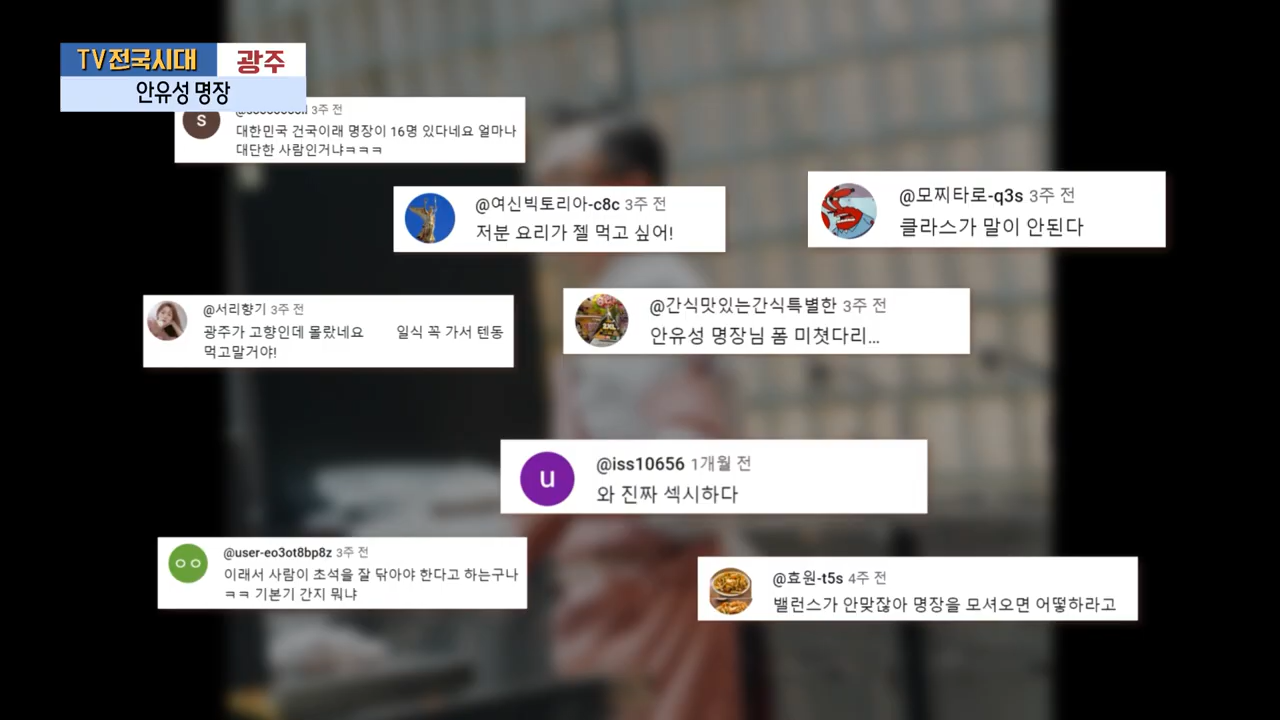 TV전국시대 광주
안유성 명장
S
3주 전
대한민국 건국이래 명장이 16명 있다네요 얼마나
대단한 사람인거냐ㅋㅋㅋ
@여신빅토리아-c8c 3주 전
저분 요리가 젤 먹고 싶어!
@모찌타로-q3s 3주 전
클라스가 말이 안된다
@서리향기 3주 전
광주가 고향인데 몰랐네요 일식 꼭 가서 텐동
먹고말거야!
@간식맛있는간식특별한 3주 전
안유성 명장님 폼 미쳣다리...
u
@iss10656 1개월 전
와 진짜 섹시하다
@user-eo3ot8bp8z 3주 전
이래서 사람이 초석을 잘 닦아야 한다고 하는구나
ㅋㅋ 기본기 간지 뭐냐
@효원-t5s 4주 전
밸런스가 안맞잖아 명장을 모셔오면 어떻하라고